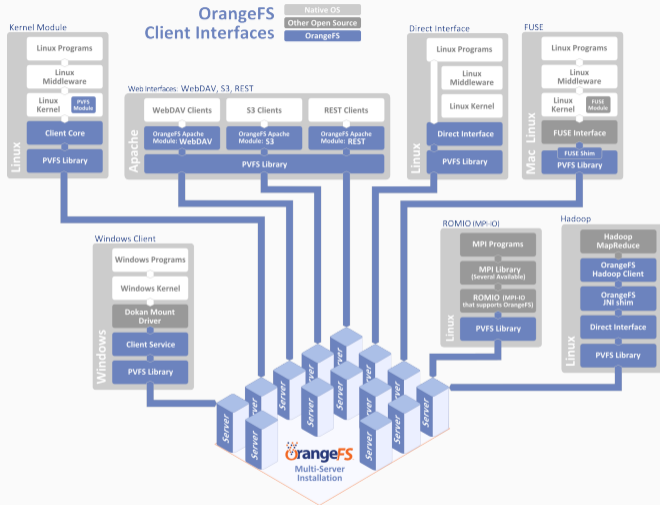 OrangeFS
Client Interfaces
Native OS
Other Open Source
OrangeFS
Kernel Module
Linux Programs
Linux
Middleware
Linux
Kernel
PVFS
Module
Client Core
PVFS Library
Linux
Web Interfaces: WebDAV, S3, REST
WebDAV Clients
S3 Clients
REST Clients
OrangeFS Apache
Module: WebDAV
OrangeFS Apache
Module: S3
OrangeFS Apache
Module: REST
PVFS Library
Apache
Direct Interface
Linux Programs
Linux
Middleware
Linux Kernel
Direct Interface
PVFS Library
Linux
FUSE
Linux Programs
Linux
Middleware
Linux
Kernel
FUSE
Module
FUSE Interface
FUSE Shim
PVFS Library
Mac Linux
Windows Client
Windows Programs
Windows Kernel
Dokan Mount
Driver
Client Service
PVFS Library
Windows
ROMIO (MPI-IO)
MPI Programs
MPI Library
(Several Available)
ROMIO (MPI-IO
that supports OrangeFS)
PVFS Library
Linux
Hadoop
Hadoop
MapReduce
OrangeFS
Hadoop Client
OrangeFS
JNI shim
Direct Interface
PVFS Library
Linux
Server
Server
Server
Server
Server
Server
Server
Server
Server
Server
Server
Server
Server
Server
OrangeFS
Multi-Server
Installation